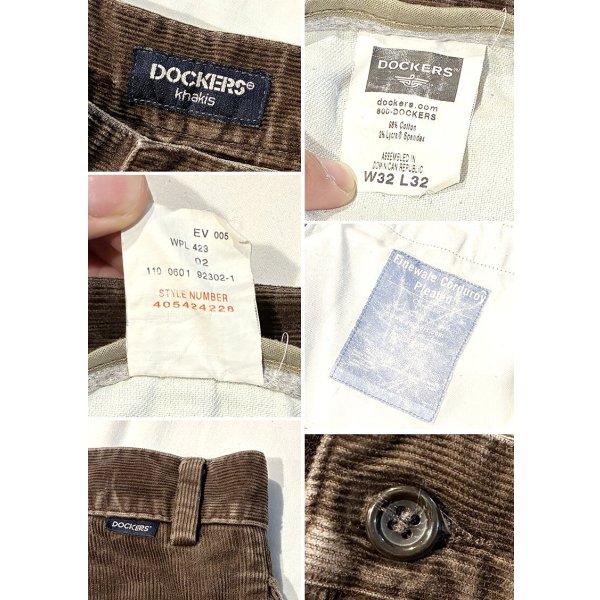 DOCKERS®
khakis
DOCKERS®
dockers.com
800-DOCKERS
98% Cotton
2% Lycra® Spandex
ASSEMBLED IN
DOMINICAN REPUBLIC
W32 L32
EV 005
WPL 423
02
110 0601 92302-1
STYLE NUMBER
405424228
Finewale Corduroy
Pleated
DOCKERS®